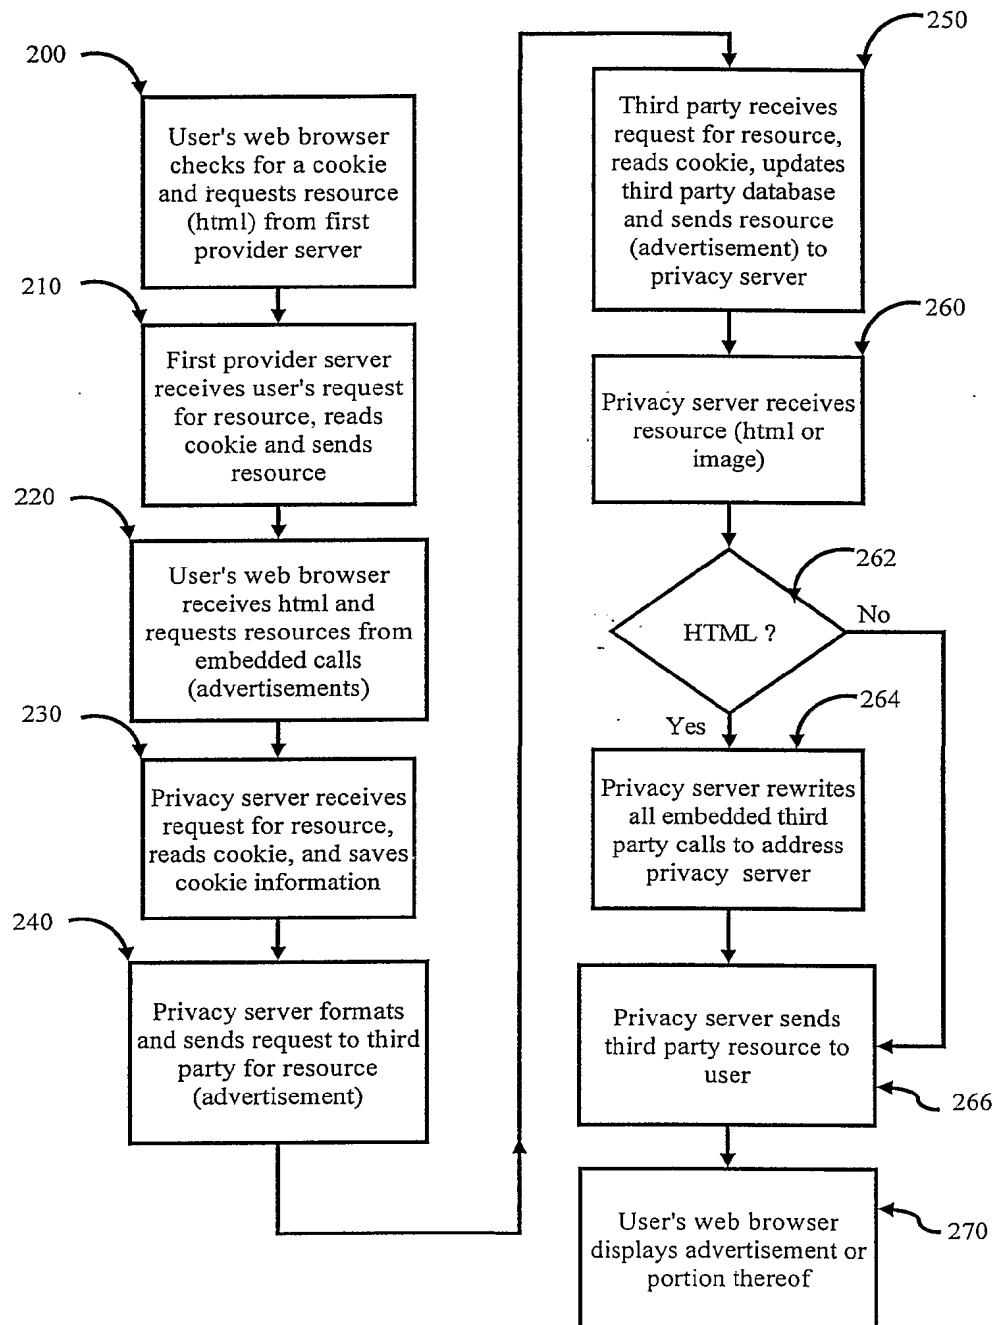 200
User's web browser
checks for a cookie
and requests resource
(html) from first
provider server
210
First provider server
receives user's request
for resource, reads
cookie and sends
resource
220
User's web browser
receives html and
requests resources from
embedded calls
(advertisements)
230
Privacy server receives
request for resource,
reads cookie, and saves
cookie information
240
Privacy server formats
and sends request to third
party for resource
(advertisement)
250
Third party receives
request for resource,
reads cookie, updates
third party database
and sends resource
(advertisement) to
privacy server
260
Privacy server receives
resource (html or
image)
262
HTML ?
No
Yes
264
Privacy server rewrites
all embedded third
party calls to address
privacy server
Privacy server sends
third party resource to
user
266
User's web browser
displays advertisement or
portion thereof
270